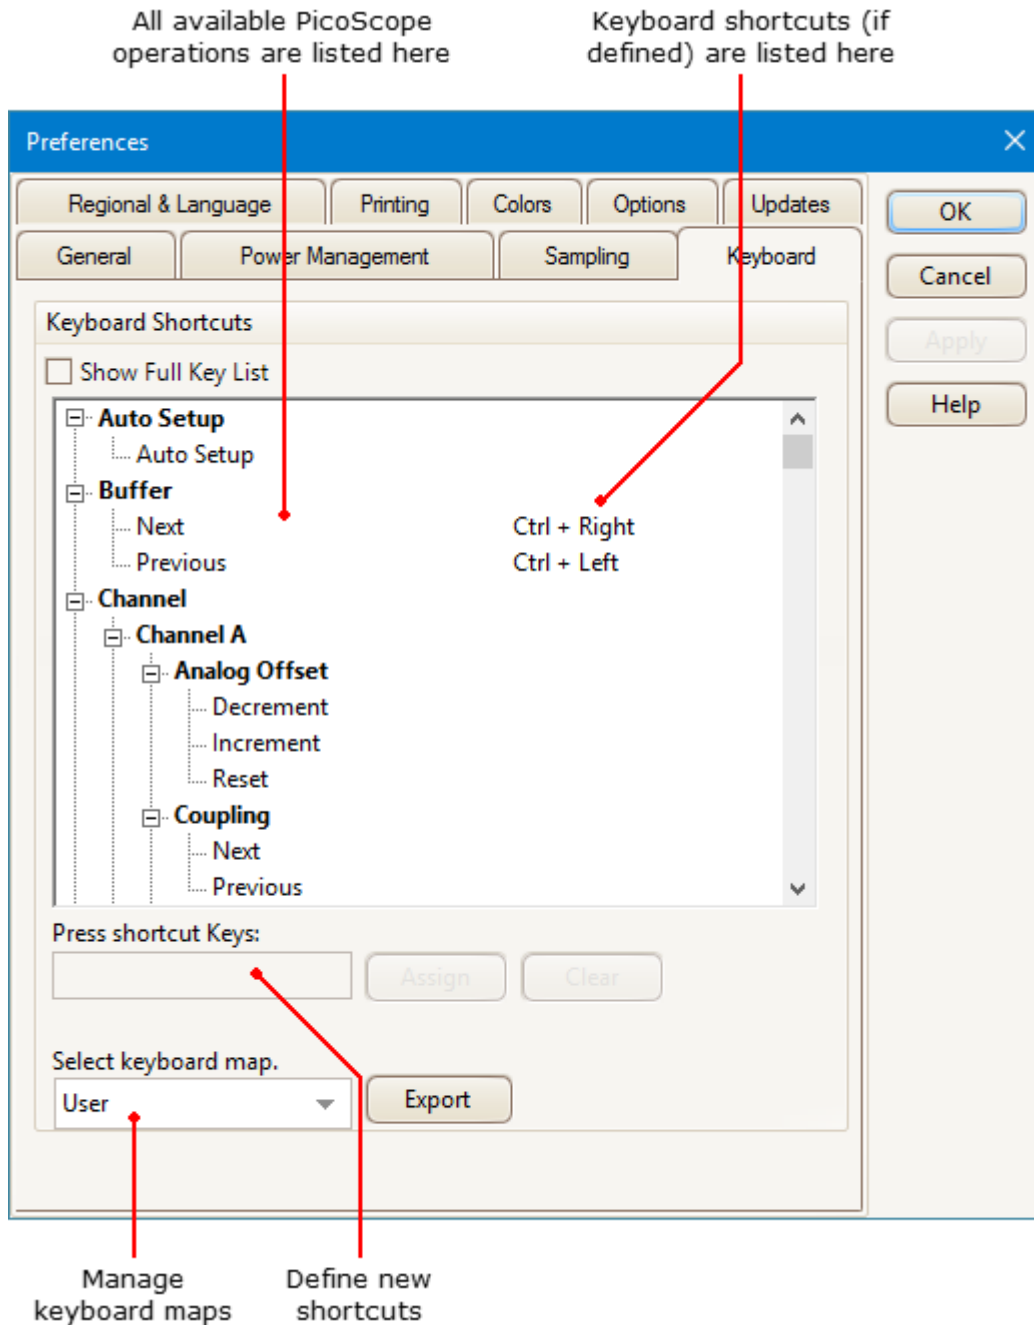 All available PicoScope
operations are listed here
Keyboard shortcuts (if
defined) are listed here
Preferences
Regional & Language
Printing
Colors
Options
Updates
General
Power Management
Sampling
Keyboard
OK
Cancel
Apply
Help
Keyboard Shortcuts
Show Full Key List
Auto Setup
Auto Setup
Buffer
Next Ctrl + Right
Previous Ctrl + Left
Channel
Channel A
Analog Offset
Decrement
Increment
Reset
Coupling
Next
Previous
Press shortcut Keys:
Assign
Clear
Select keyboard map.
User
Export
Manage
keyboard maps
Define new
shortcuts